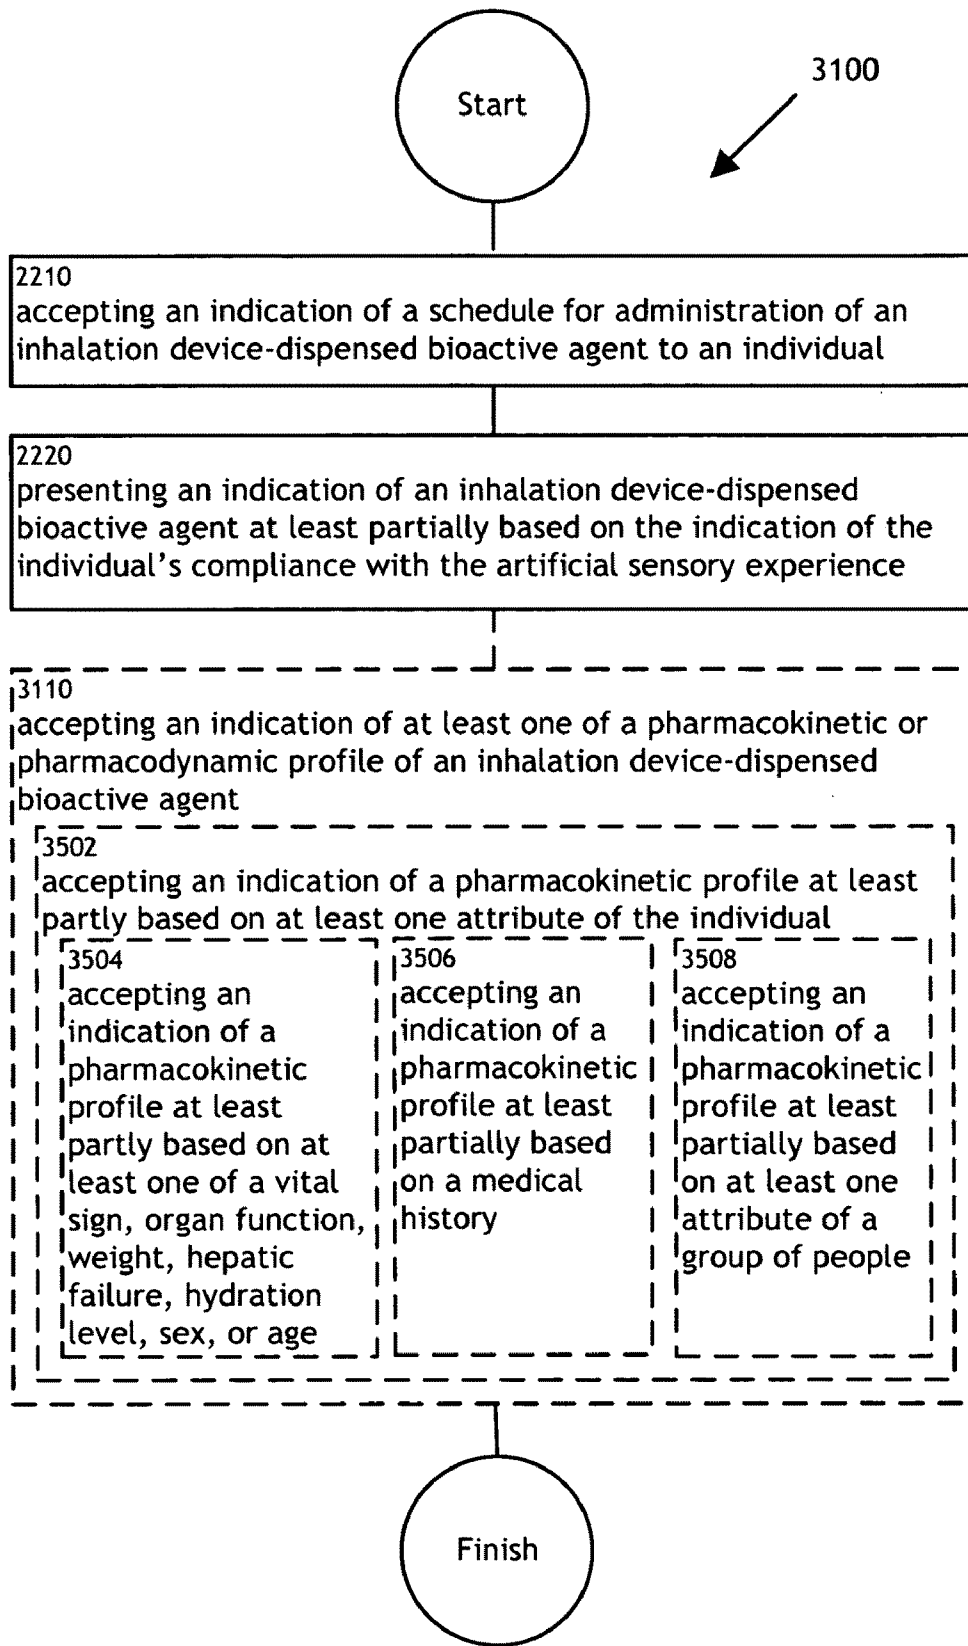 Start
3100
2210
accepting an indication of a schedule for administration of an
inhalation device-dispensed bioactive agent to an individual
2220
presenting an indication of an inhalation device-dispensed
bioactive agent at least partially based on the indication of the
individual's compliance with the artificial sensory experience
3110
accepting an indication of at least one of a pharmacokinetic or
pharmacodynamic profile of an inhalation device-dispensed
bioactive agent
3502
accepting an indication of a pharmacokinetic profile at least
partly based on at least one attribute of the individual
3504
accepting an
indication of a
pharmacokinetic
profile at least
partly based on at
least one of a vital
sign, organ function,
weight, hepatic
failure, hydration
level, sex, or age
3506
accepting an
indication of a
pharmacokinetic
profile at least
partially based
on a medical
history
3508
accepting an
indication of a
pharmacokinetic
profile at least
partially based
on at least one
attribute of a
group of people
Finish